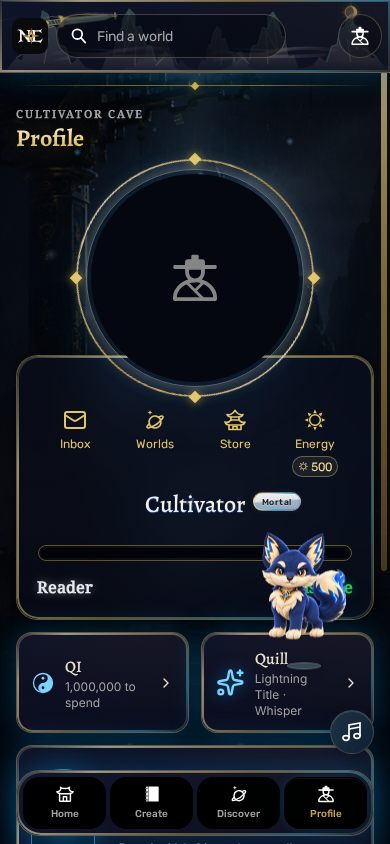 NE
Find a world
CULTIVATOR CAVE
Profile
Inbox
Worlds
Store
Energy
500
Cultivator
Mortal
Reader
QI
1,000,000 to
spend
Quill
Lightning
Title ·
Whisper
Home
Create
Discover
Profile